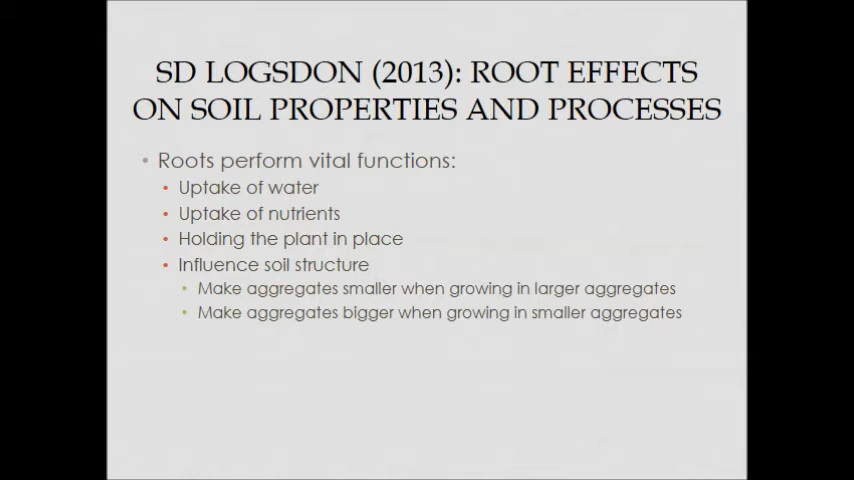 SD LOGSDON (2013): ROOT EFFECTS
ON SOIL PROPERTIES AND PROCESSES
• Roots perform vital functions:
• Uptake of water
• Uptake of nutrients
• Holding the plant in place
• Influence soil structure
• Make aggregates smaller when growing in larger aggregates
• Make aggregates bigger when growing in smaller aggregates